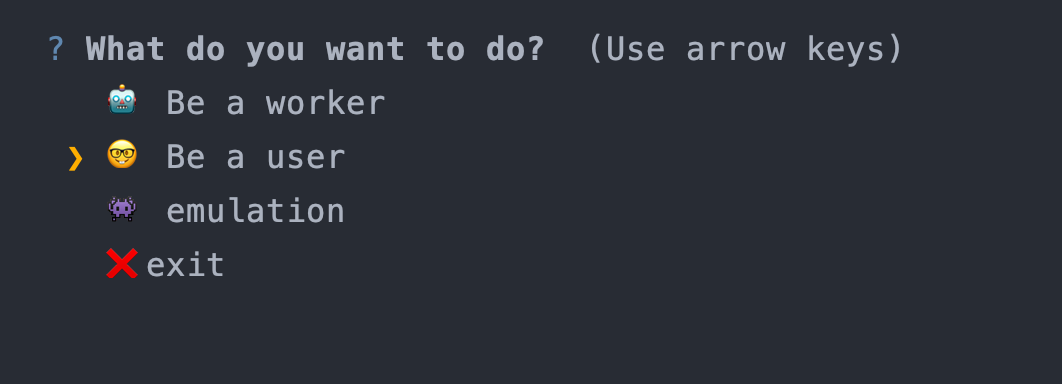 ? What do you want to do? (Use arrow keys)
🤖 Be a worker
❯ 🤓 Be a user
👾 emulation
❌ exit